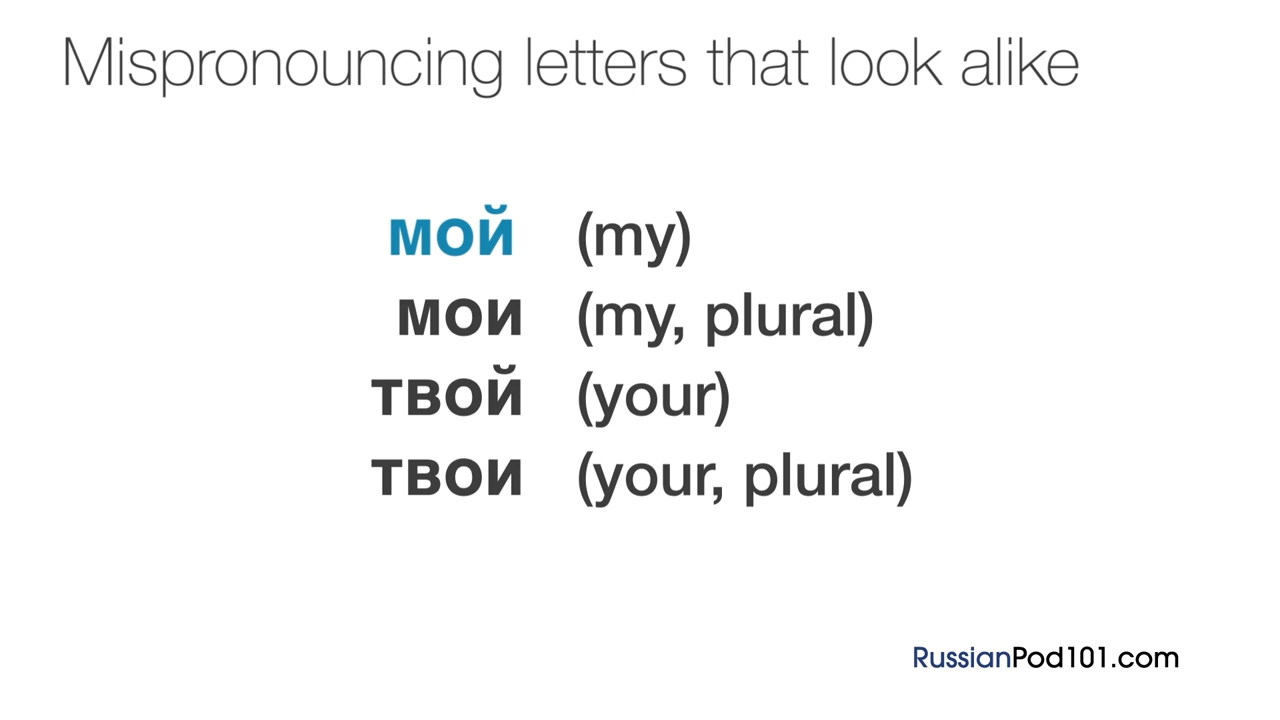 Mispronouncing letters that look alike
мой (my)
мои (my, plural)
твой (your)
твои (your, plural)
RussianPod101.com